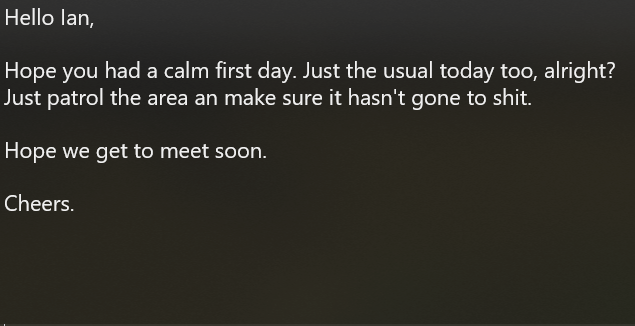 Hello Ian,
Hope you had a calm first day. Just the usual today too, alright?
Just patrol the area an make sure it hasn't gone to shit.
Hope we get to meet soon.
Cheers.